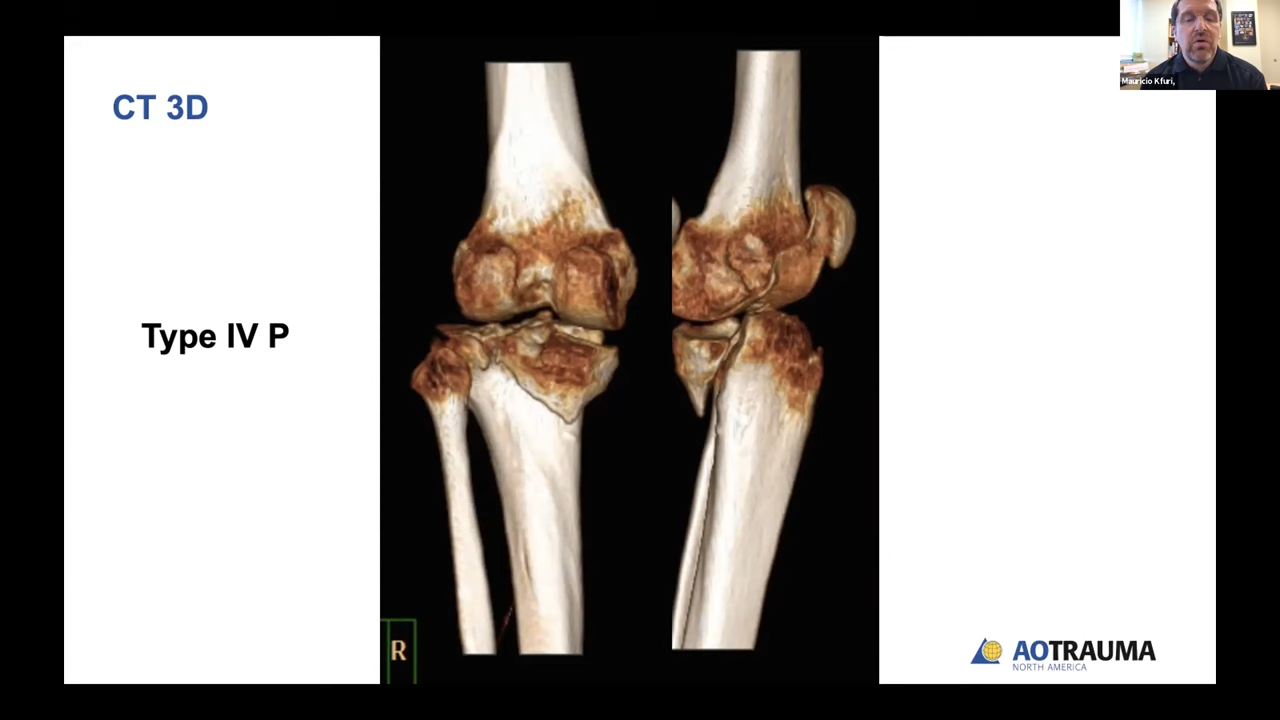 Mauricio Kfuri,
CT 3D
Type IV P
R
AOTRAUMA
NORTH AMERICA